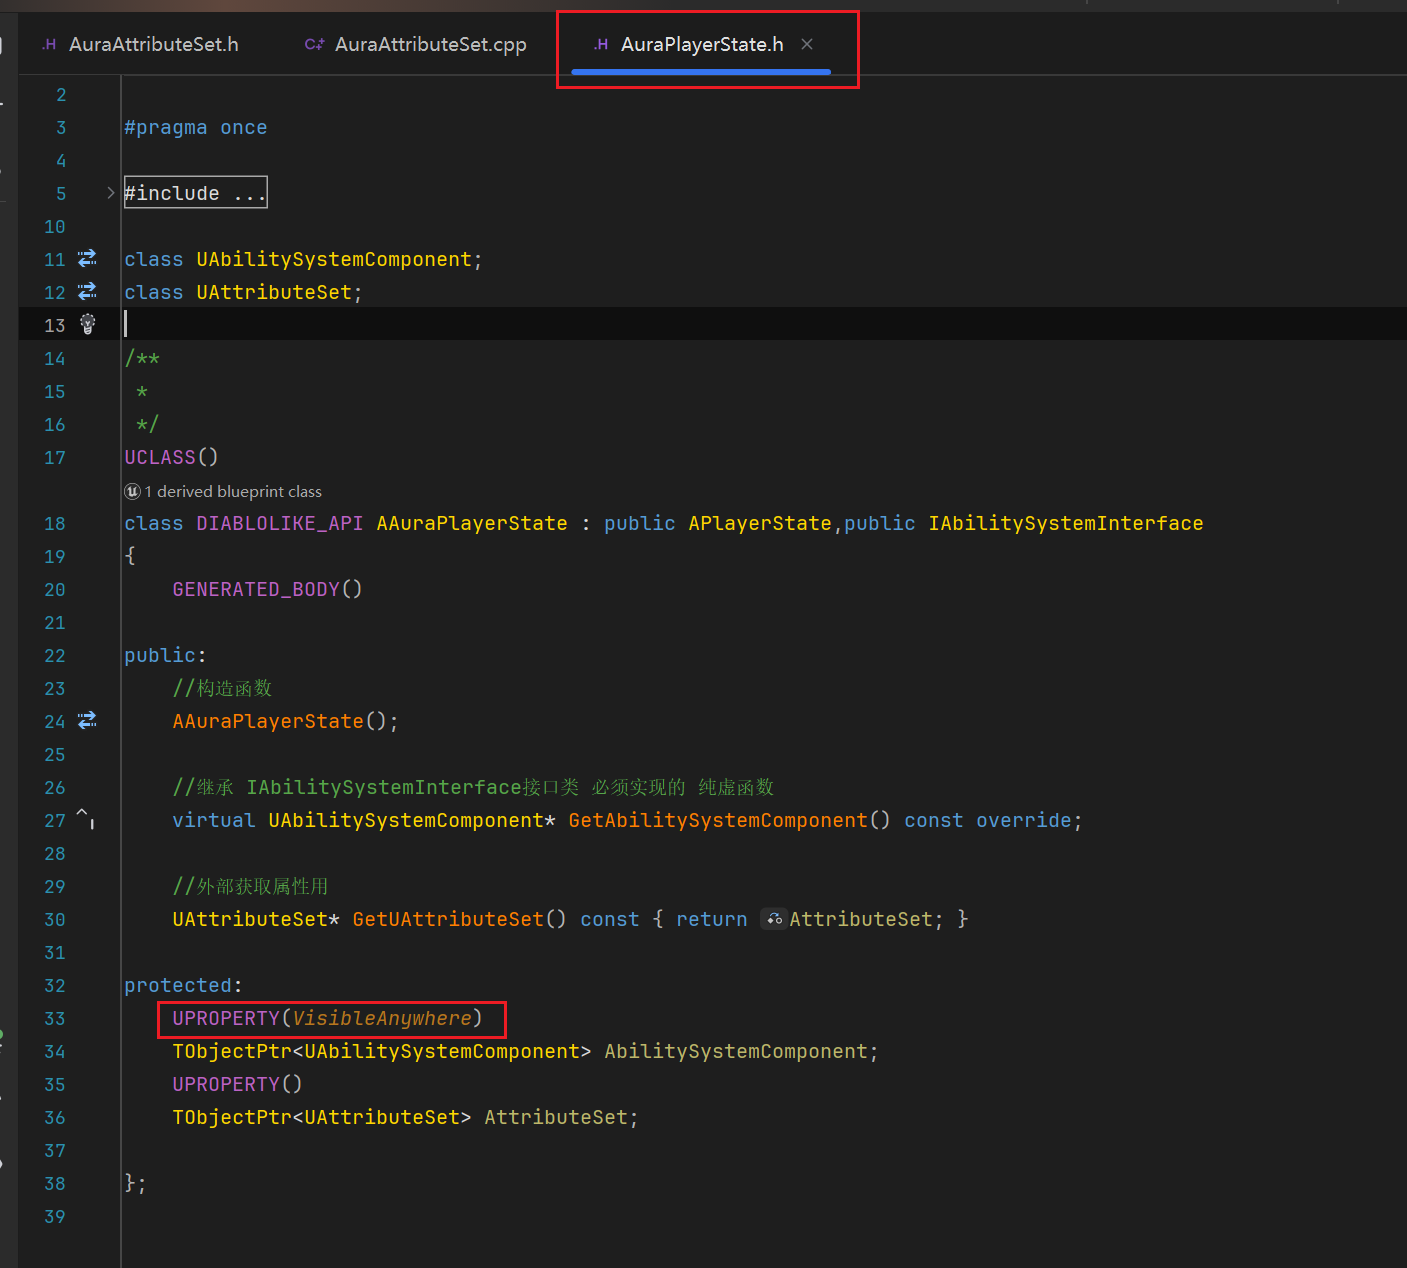 AuraAttributeSet.h
AuraAttributeSet.cpp
AuraPlayerState.h
2
3 #pragma once
4
5 #include ...
10
11 class UAbilitySystemComponent;
12 class UAttributeSet;
13
14 /**
15 *
16 */
17 UCLASS()
1 derived blueprint class
18 class DIABLOLIKE_API AAuraPlayerState : public APlayerState,public IAbilitySystemInterface
19 {
20 GENERATED_BODY()
21
22 public:
23 //构造函数
24 AAuraPlayerState();
25
26 //继承 IAbilitySystemInterface接口类 必须实现的 纯虚函数
27 virtual UAbilitySystemComponent* GetAbilitySystemComponent() const override;
28
29 //外部获取属性用
30 UAttributeSet* GetUAttributeSet() const { return AttributeSet; }
31
32 protected:
33 UPROPERTY(VisibleAnywhere)
34 TObjectPtr<UAbilitySystemComponent> AbilitySystemComponent;
35 UPROPERTY()
36 TObjectPtr<UAttributeSet> AttributeSet;
37
38 };
39